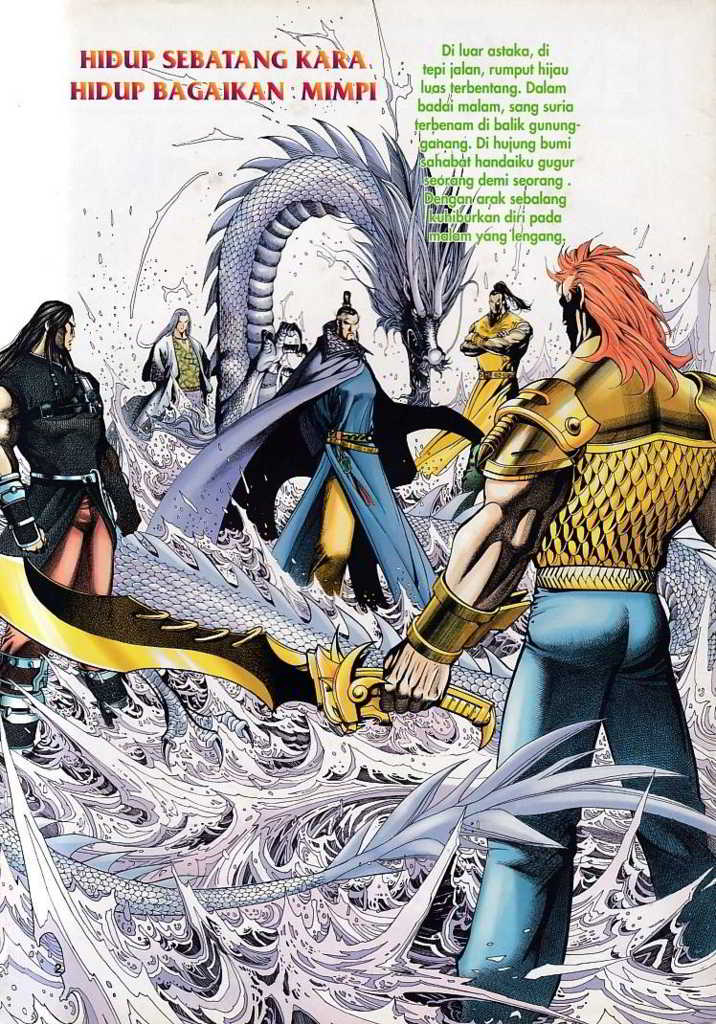 HIDUP SEBATANG KARA
HIDUP BAGAIKAN MIMPI
Di luar astaka, di
tepi jalan, rumput hijau
luas terbentang. Dalam
badai malam, sang suria
terbenam di balik gunung-
ganang. Di hujung bumi
sahabat handaiku gugur
seorang demi seorang .
Dengan arak sebalang
kuhiburkan diri pada
malam yang lengang.
2